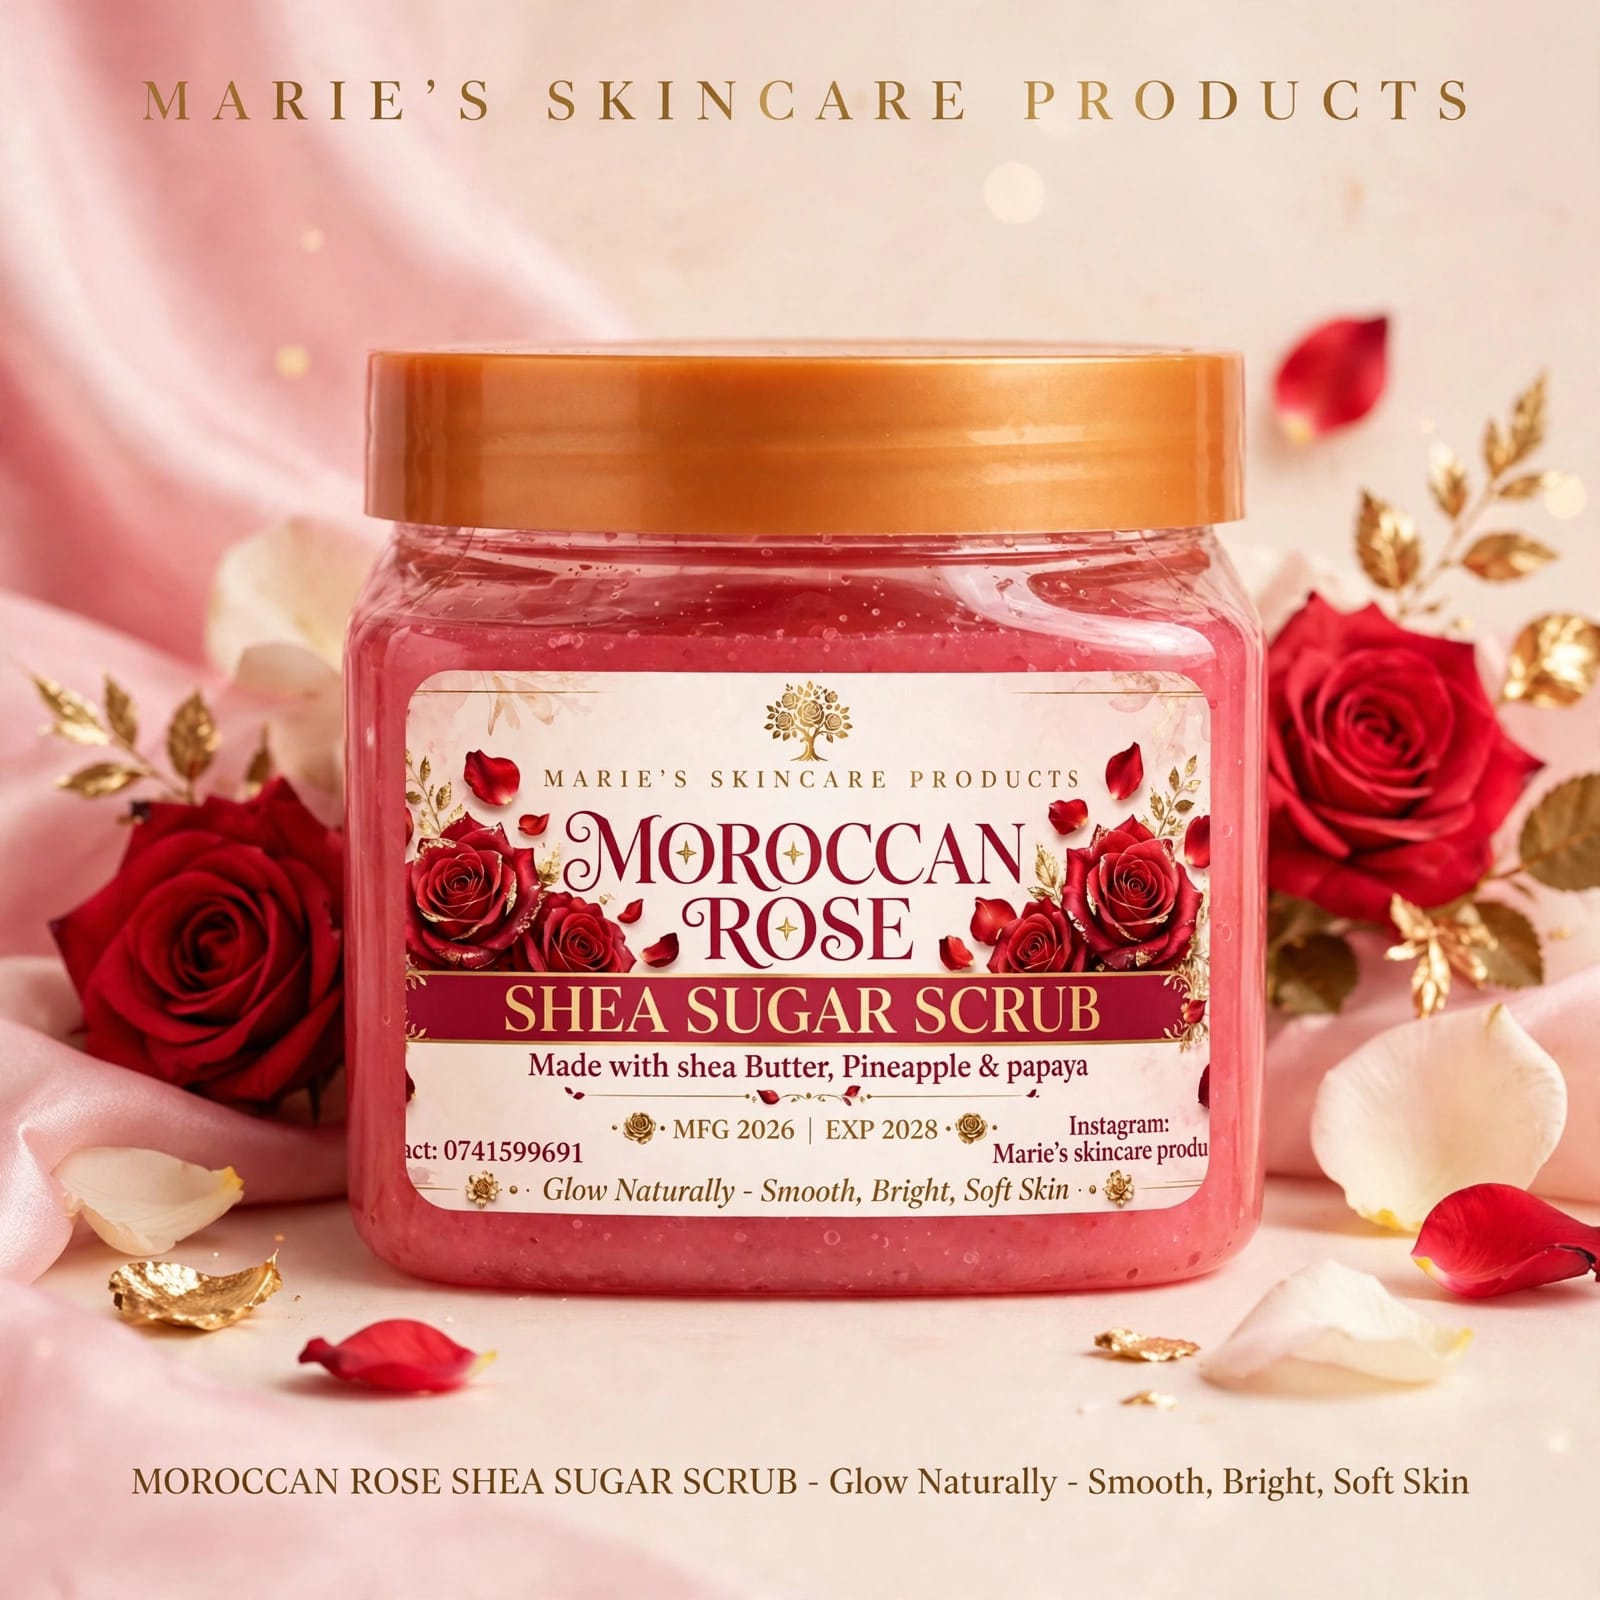 MARIE'S SKINCARE PRODUCTS
MARIE'S SKINCARE PRODUCTS
MOROCCAN
ROSE
SHEA SUGAR SCRUB
Made with shea Butter, Pineapple & papaya
MFG 2026 | EXP 2028
act: 0741599691
Instagram:
Marie's skincare produ
Glow Naturally - Smooth, Bright, Soft Skin
MOROCCAN ROSE SHEA SUGAR SCRUB - Glow Naturally - Smooth, Bright, Soft Skin